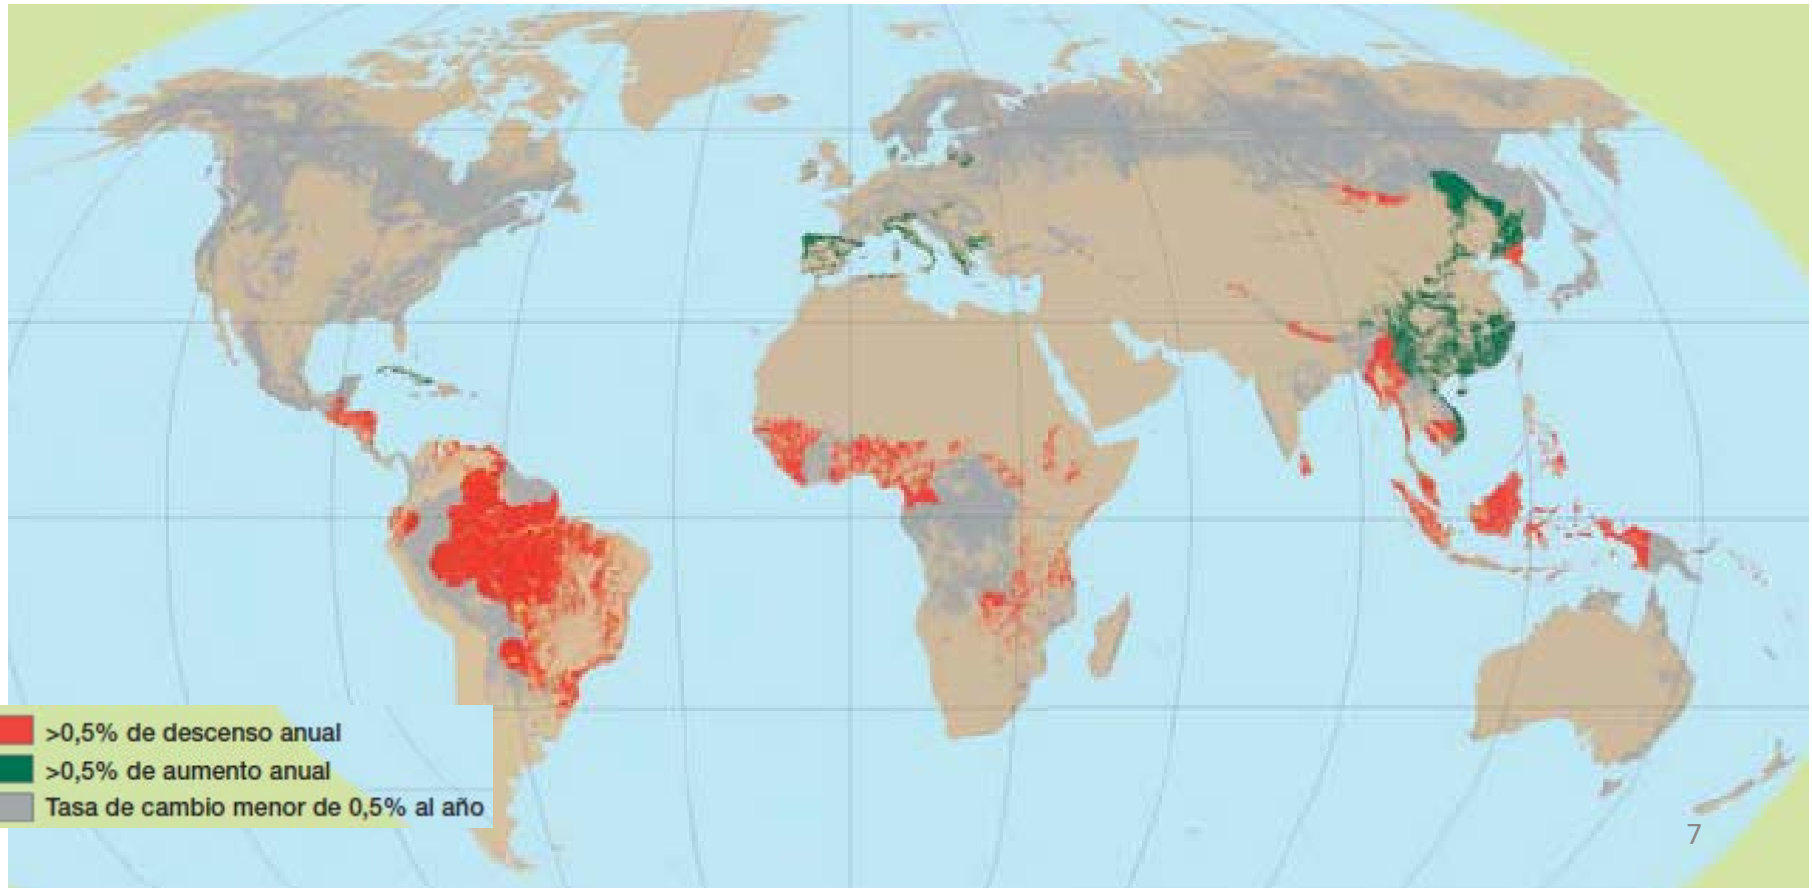 >0,5% de descenso anual
>0,5% de aumento anual
Tasa de cambio menor de 0,5% al año
7